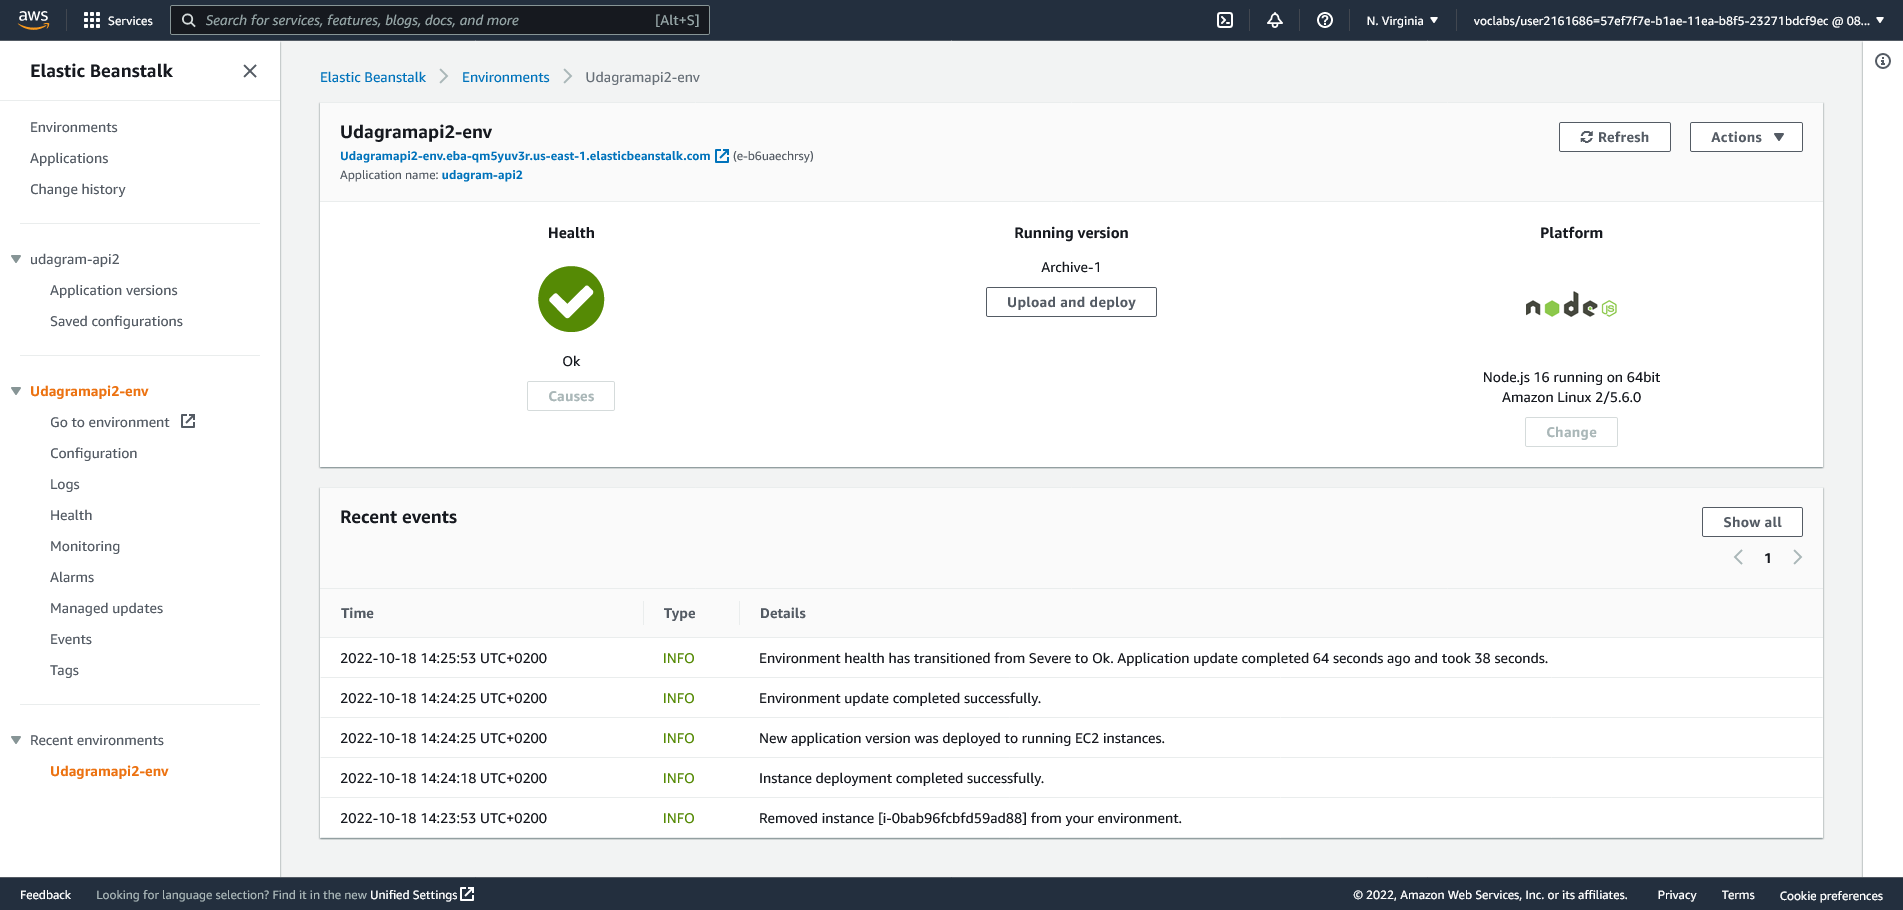 aws
Services
Search for services, features, blogs, docs, and more
[Alt+S]
N. Virginia
voclabs/user2161686=57ef7f7e-b1ae-11ea-b8f5-23271bdcf9ec @ 08...
Elastic Beanstalk
Environments
Applications
Change history
udagram-api2
Application versions
Saved configurations
Udagramapi2-env
Go to environment
Configuration
Logs
Health
Monitoring
Alarms
Managed updates
Events
Tags
Recent environments
Udagramapi2-env
Elastic Beanstalk
Environments
Udagramapi2-env
Udagramapi2-env
Udagramapi2-env.eba-qm5yuv3r.us-east-1.elasticbeanstalk.com (e-b6uaechrsy)
Application name: udagram-api2
Refresh
Actions
Health
Ok
Causes
Running version
Archive-1
Upload and deploy
Platform
node JS
Node.js 16 running on 64bit
Amazon Linux 2/5.6.0
Change
Recent events
Show all
1
Time Type Details
2022-10-18 14:25:53 UTC+0200 INFO Environment health has transitioned from Severe to Ok. Application update completed 64 seconds ago and took 38 seconds.
2022-10-18 14:24:25 UTC+0200 INFO Environment update completed successfully.
2022-10-18 14:24:25 UTC+0200 INFO New application version was deployed to running EC2 instances.
2022-10-18 14:24:18 UTC+0200 INFO Instance deployment completed successfully.
2022-10-18 14:23:53 UTC+0200 INFO Removed instance [i-0bab96fcbfd59ad88] from your environment.
Feedback
Looking for language selection? Find it in the new Unified Settings
© 2022, Amazon Web Services, Inc. or its affiliates.
Privacy
Terms
Cookie preferences